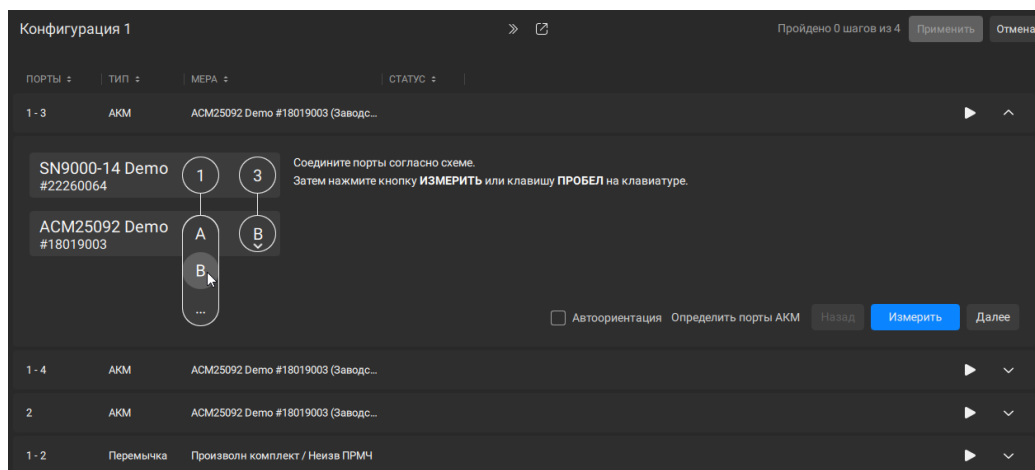 Конфигурация 1
Пройдено 0 шагов из 4 Применить Отмена
ПОРТЫ ТИП МЕРА СТАТУС
1 - 3 АКМ ACM25092 Demo #18019003 (Заводс...
SN9000-14 Demo
#22260064
1 3
Соедините порты согласно схеме.
Затем нажмите кнопку ИЗМЕРИТЬ или клавишу ПРОБЕЛ на клавиатуре.
ACM25092 Demo
#18019003
A B
B
...
Автоориентация Определить порты АКМ Назад Измерить Далее
1 - 4 АКМ ACM25092 Demo #18019003 (Заводс...
2 АКМ ACM25092 Demo #18019003 (Заводс...
1 - 2 Перемычка Произволн комплект / Неизв ПРМЧ